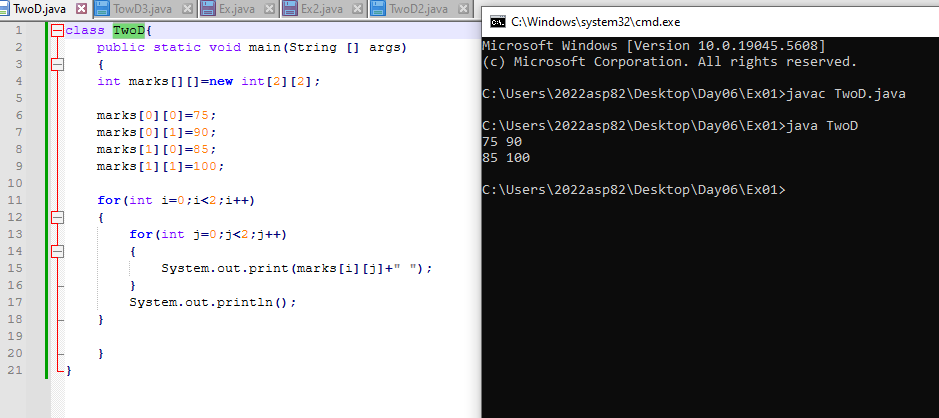 TwoD.java TowD3.java Ex.java Ex2.java TwoD2.java
1 class TwoD{
2 public static void main(String [] args)
3 {
4 int marks[][]=new int[2][2];
5
6 marks[0][0]=75;
7 marks[0][1]=90;
8 marks[1][0]=85;
9 marks[1][1]=100;
10
11 for(int i=0;i<2;i++)
12 {
13 for(int j=0;j<2;j++)
14 {
15 System.out.print(marks[i][j]+" ");
16 }
17 System.out.println();
18 }
19
20 }
21 }
C:\Windows\system32\cmd.exe
Microsoft Windows [Version 10.0.19045.5608]
(c) Microsoft Corporation. All rights reserved.
C:\Users\2022asp82\Desktop\Day06\Ex01>javac TwoD.java
C:\Users\2022asp82\Desktop\Day06\Ex01>java TwoD
75 90
85 100
C:\Users\2022asp82\Desktop\Day06\Ex01>